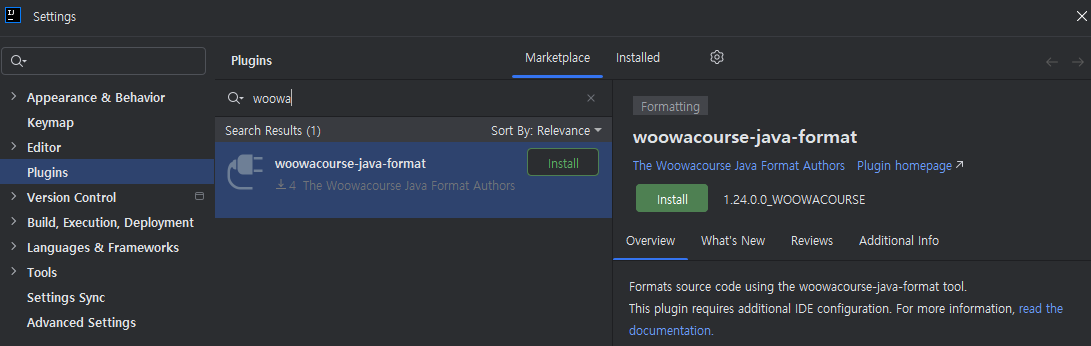 Settings
Plugins
Marketplace
Installed
Appearance & Behavior
Keymap
Editor
Plugins
Version Control
Build, Execution, Deployment
Languages & Frameworks
Tools
Settings Sync
Advanced Settings
woowa
Search Results (1)
Sort By: Relevance
woowacourse-java-format
Install
4 The Woowacourse Java Format Authors
Formatting
woowacourse-java-format
The Woowacourse Java Format Authors Plugin homepage
Install
1.24.0.0_WOOWACOURSE
Overview
What's New
Reviews
Additional Info
Formats source code using the woowacourse-java-format tool.
This plugin requires additional IDE configuration. For more information, read the
documentation.